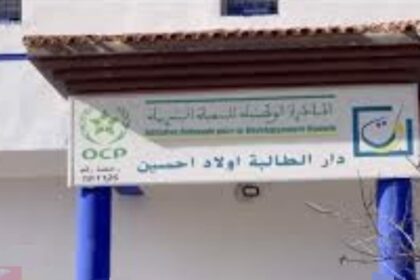 المبادرة الوطنية للتنمية البشرية
Initiative Nationale pour le Développement Humain
OCP
دار الطالبة اولاد احسين